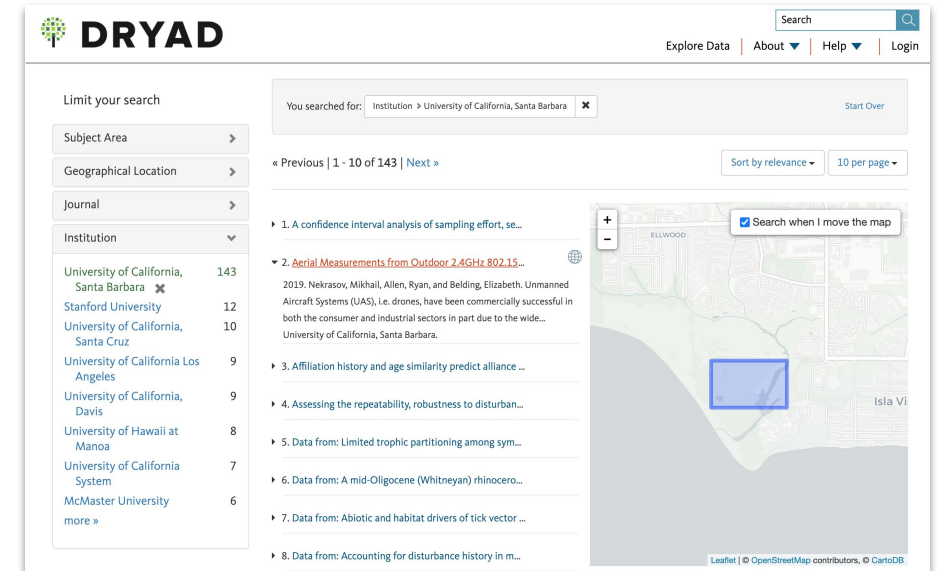 DRYAD
Search
Explore Data
About
Help
Login
Limit your search
Subject Area
Geographical Location
Journal
Institution
University of California, 143
Santa Barbara
Stanford University 12
University of California, 10
Santa Cruz
University of California Los 9
Angeles
University of California, 9
Davis
University of Hawaii at 8
Manoa
University of California 7
System
McMaster University 6
more »
You searched for: Institution > University of California, Santa Barbara ✖
Start Over
« Previous | 1 - 10 of 143 | Next »
Sort by relevance
10 per page
1. A confidence interval analysis of sampling effort, se...
2. Aerial Measurements from Outdoor 2.4GHz 802.15...
2019. Nekrasov, Mikhail, Allen, Ryan, and Belding, Elizabeth. Unmanned
Aircraft Systems (UAS), i.e. drones, have been commercially successful in
both the consumer and industrial sectors in part due to the wide...
University of California, Santa Barbara.
3. Affiliation history and age similarity predict alliance ...
4. Assessing the repeatability, robustness to disturban...
5. Data from: Limited trophic partitioning among sym...
6. Data from: A mid-Oligocene (Whitneyan) rhinocero...
7. Data from: Abiotic and habitat drivers of tick vector ...
8. Data from: Accounting for disturbance history in m...
+
-
Search when I move the map
ELLWOOD
Isla Vi
Leaflet | © OpenStreetMap contributors, © CartoDB